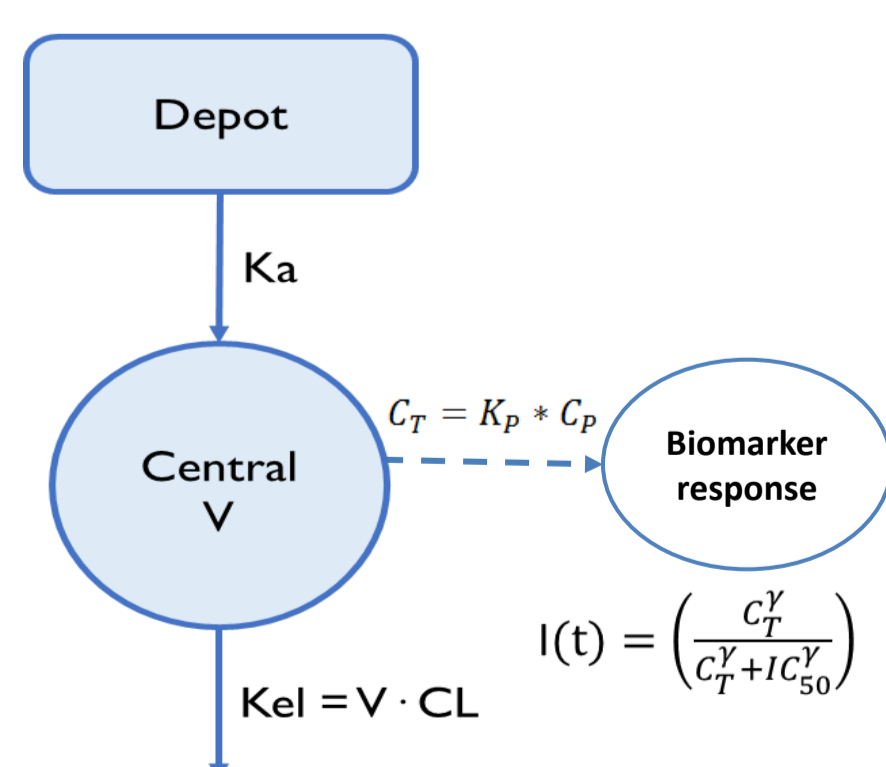 Depot
Ka
C_T = K_P * C_P
Central
V
Biomarker
response
I(t) = (C_T^γ / (C_T^γ + IC_50^γ))
Kel = V · CL